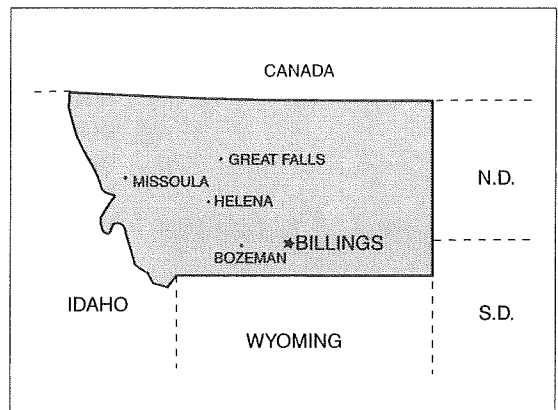 CANADA
GREAT FALLS
MISSOULA
N.D.
HELENA
BILLINGS
BOZEMAN
IDAHO
S.D.
WYOMING